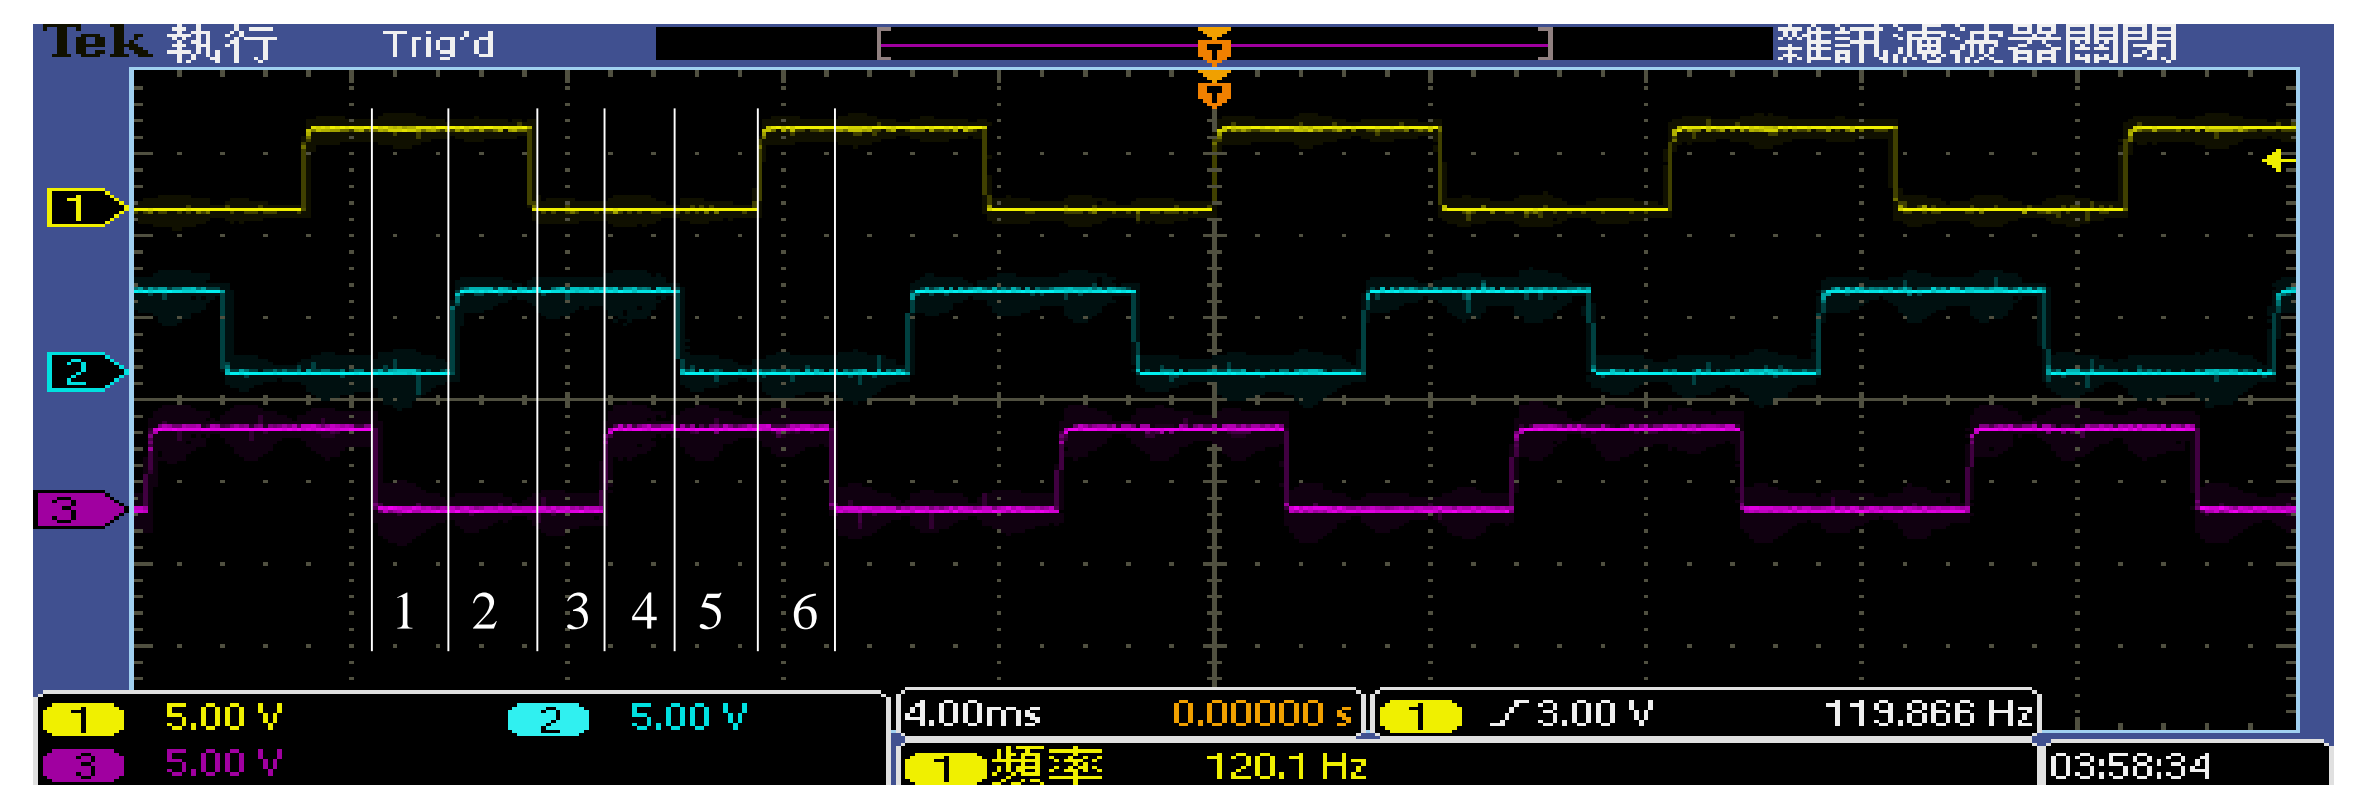 Tek 執行 Trig'd 雜訊濾波器關閉
T
T
1
2
3
1 2 3 4 5 6
1 5.00 V 2 5.00 V
3 5.00 V
4.00ms 0.00000 s
1 3.00 V 119.866 Hz
1 頻率 120.1 Hz
03:58:34